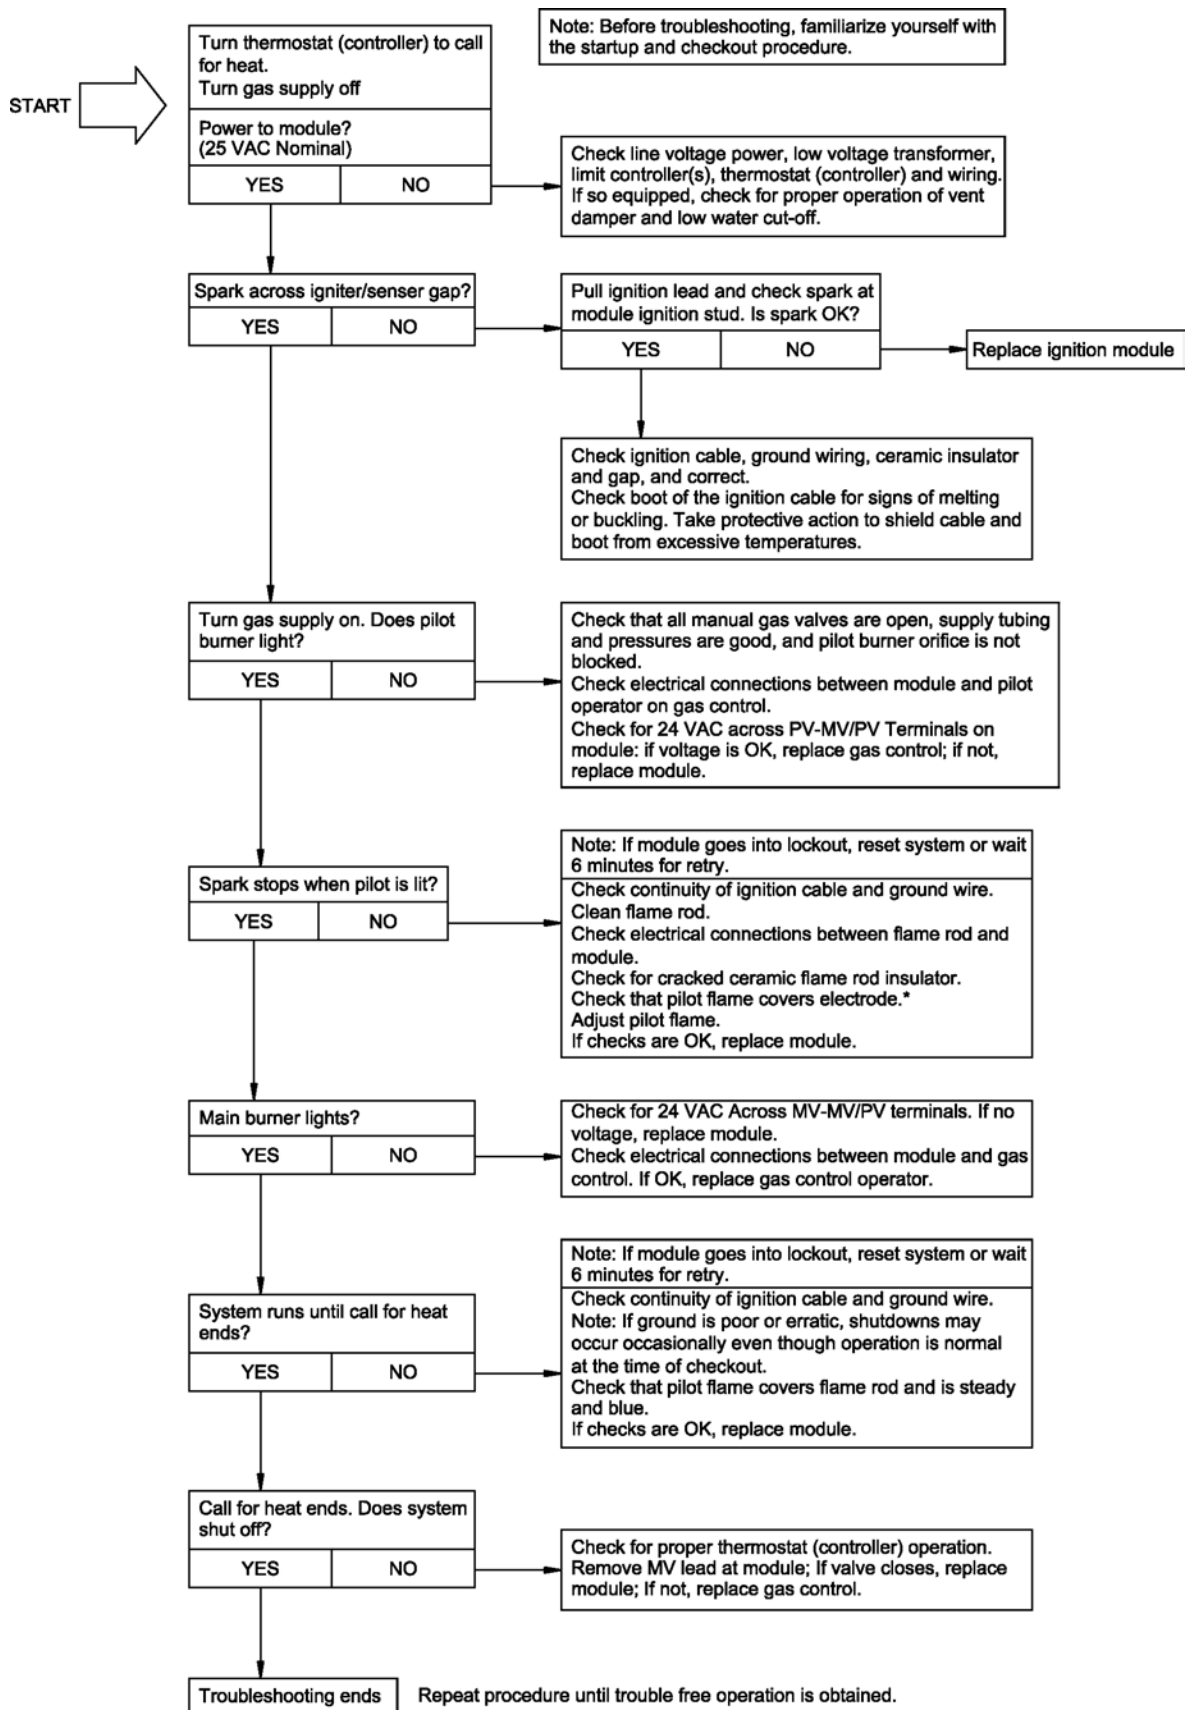 Note: Before troubleshooting, familiarize yourself with
the startup and checkout procedure.
START
Turn thermostat (controller) to call
for heat.
Turn gas supply off
Power to module?
(25 VAC Nominal)
YES
NO
Check line voltage power, low voltage transformer,
limit controller(s), thermostat (controller) and wiring.
If so equipped, check for proper operation of vent
damper and low water cut-off.
Spark across igniter/senser gap?
YES
NO
Pull ignition lead and check spark at
module ignition stud. Is spark OK?
YES
NO
Replace ignition module
Check ignition cable, ground wiring, ceramic insulator
and gap, and correct.
Check boot of the ignition cable for signs of melting
or buckling. Take protective action to shield cable and
boot from excessive temperatures.
Turn gas supply on. Does pilot
burner light?
YES
NO
Check that all manual gas valves are open, supply tubing
and pressures are good, and pilot burner orifice is not
blocked.
Check electrical connections between module and pilot
operator on gas control.
Check for 24 VAC across PV-MV/PV Terminals on
module: if voltage is OK, replace gas control; if not,
replace module.
Spark stops when pilot is lit?
YES
NO
Note: If module goes into lockout, reset system or wait
6 minutes for retry.
Check continuity of ignition cable and ground wire.
Clean flame rod.
Check electrical connections between flame rod and
module.
Check for cracked ceramic flame rod insulator.
Check that pilot flame covers electrode.*
Adjust pilot flame.
If checks are OK, replace module.
Main burner lights?
YES
NO
Check for 24 VAC Across MV-MV/PV terminals. If no
voltage, replace module.
Check electrical connections between module and gas
control. If OK, replace gas control operator.
System runs until call for heat
ends?
YES
NO
Note: If module goes into lockout, reset system or wait
6 minutes for retry.
Check continuity of ignition cable and ground wire.
Note: If ground is poor or erratic, shutdowns may
occur occasionally even though operation is normal
at the time of checkout.
Check that pilot flame covers flame rod and is steady
and blue.
If checks are OK, replace module.
Call for heat ends. Does system
shut off?
YES
NO
Check for proper thermostat (controller) operation.
Remove MV lead at module; If valve closes, replace
module; If not, replace gas control.
Troubleshooting ends
Repeat procedure until trouble free operation is obtained.